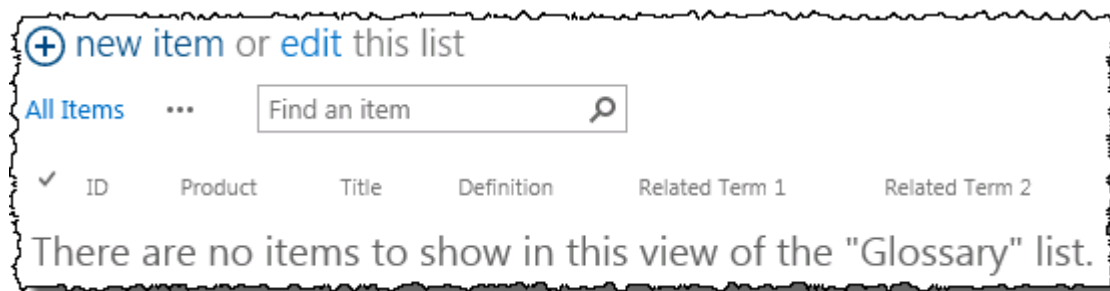 new item or edit this list
All Items ... Find an item
ID Product Title Definition Related Term 1 Related Term 2
There are no items to show in this view of the "Glossary" list.